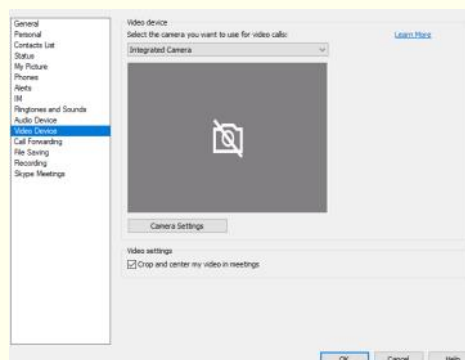 General
Personal
Contacts List
Status
My Picture
Phones
Alerts
IM
Ringtones and Sounds
Audio Device
Video Device
Call Forwarding
File Saving
Recording
Skype Meetings
Video device
Select the camera you want to use for video calls:
Learn More
Integrated Camera
Camera Settings
Video settings
Crop and center my video in meetings
OK
Cancel
Help